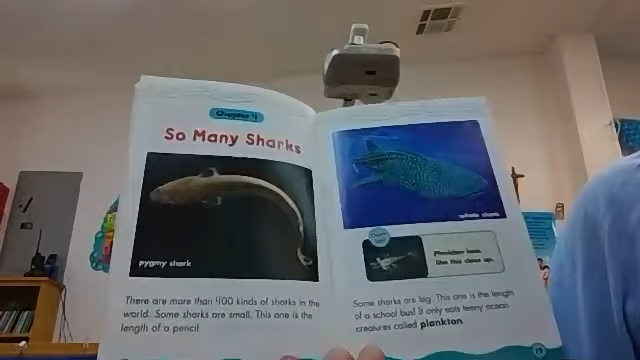 Chapter 4
So Many Sharks
pygmy shark
There are more than 400 kinds of sharks in the
world. Some sharks are small. This one is the
length of a pencil.
whale shark
Plankton look
like this close up.
Some sharks are big. This one is the length
of a school bus! It only eats teeny ocean
creatures called plankton.